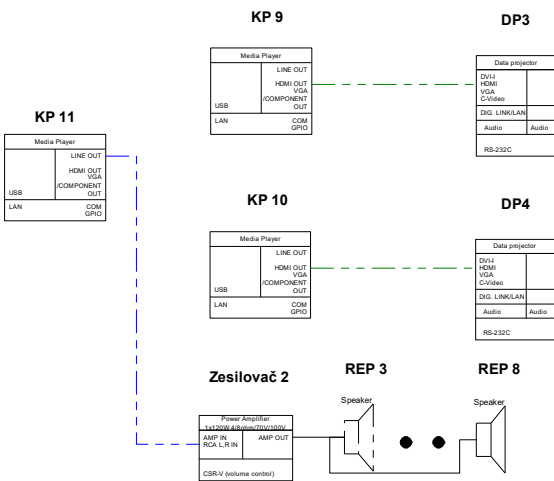 KP 9
DP3
Media Player
LINE OUT
HDMI OUT
VGA
/COMPONENT
OUT
USB
LAN
COM
GPIO
Data projector
DVI-I
HDMI
VGA
C-Video
DIG. LINK/LAN
Audio
Audio
RS-232C
KP 11
Media Player
LINE OUT
HDMI OUT
VGA
/COMPONENT
OUT
USB
LAN
COM
GPIO
KP 10
DP4
Media Player
LINE OUT
HDMI OUT
VGA
/COMPONENT
OUT
USB
LAN
COM
GPIO
Data projector
DVI-I
HDMI
VGA
C-Video
DIG. LINK/LAN
Audio
Audio
RS-232C
Zesilovač 2
REP 3
REP 8
Speaker
Speaker
Power Amplifier
1x120W 4/8ohm/70V/100V
AMP IN
RCA L,R IN
AMP OUT
CSR-V (volume control)